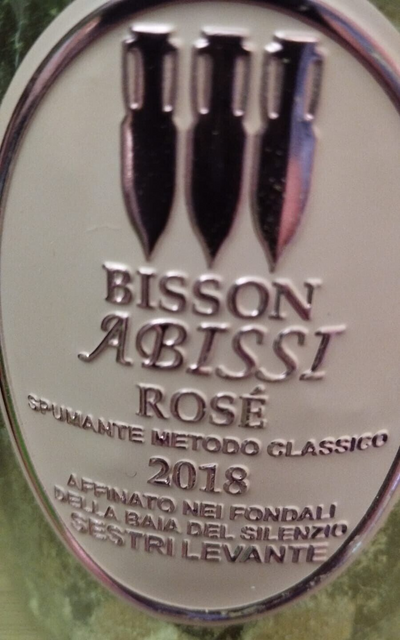 BISSON
ABISSI
ROSÉ
SPUMANTE METODO CLASSICO
2018
AFFINATO NEI FONDALI
DELLA BAIA DEL SILENZIO
SESTRI LEVANTE